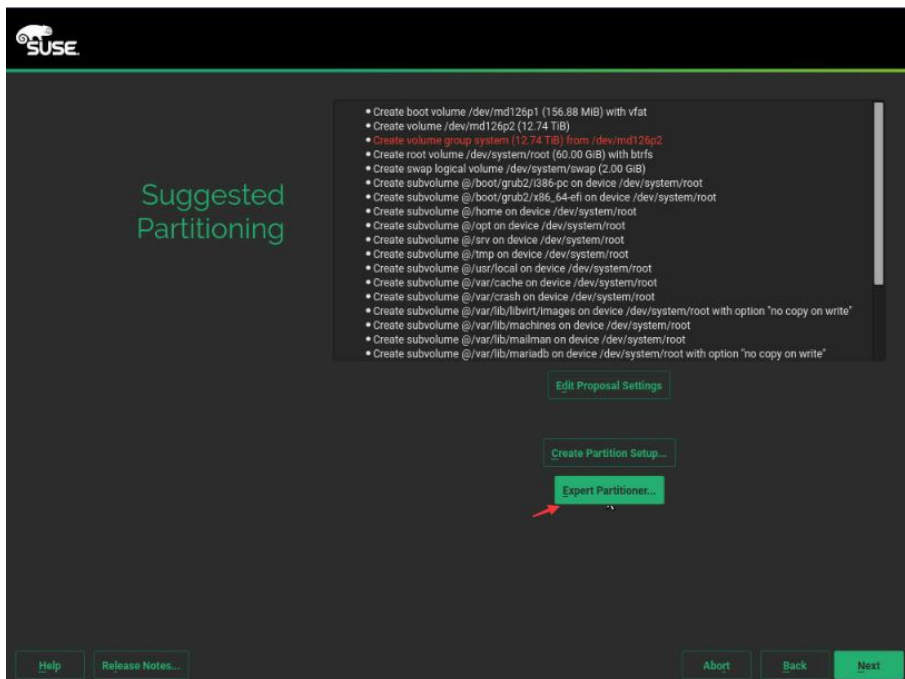 SUSE.
Suggested
Partitioning
• Create boot volume /dev/md126p1 (156.88 MiB) with vfat
• Create volume /dev/md126p2 (12.74 TiB)
• Create volume group system (12.74 TiB) from /dev/md126p2
• Create root volume /dev/system/root (60.00 GiB) with btrfs
• Create swap logical volume /dev/system/swap (2.00 GiB)
• Create subvolume @/boot/grub2/i386-pc on device /dev/system/root
• Create subvolume @/boot/grub2/x86_64-efi on device /dev/system/root
• Create subvolume @/home on device /dev/system/root
• Create subvolume @/opt on device /dev/system/root
• Create subvolume @/srv on device /dev/system/root
• Create subvolume @/tmp on device /dev/system/root
• Create subvolume @/usr/local on device /dev/system/root
• Create subvolume @/var/cache on device /dev/system/root
• Create subvolume @/var/crash on device /dev/system/root
• Create subvolume @/var/lib/libvirt/images on device /dev/system/root with option "no copy on write"
• Create subvolume @/var/lib/machines on device /dev/system/root
• Create subvolume @/var/lib/mailman on device /dev/system/root
• Create subvolume @/var/lib/mariadb on device /dev/system/root with option "no copy on write"
Edit Proposal Settings
Create Partition Setup...
Expert Partitioner...
Help
Release Notes...
Abort
Back
Next